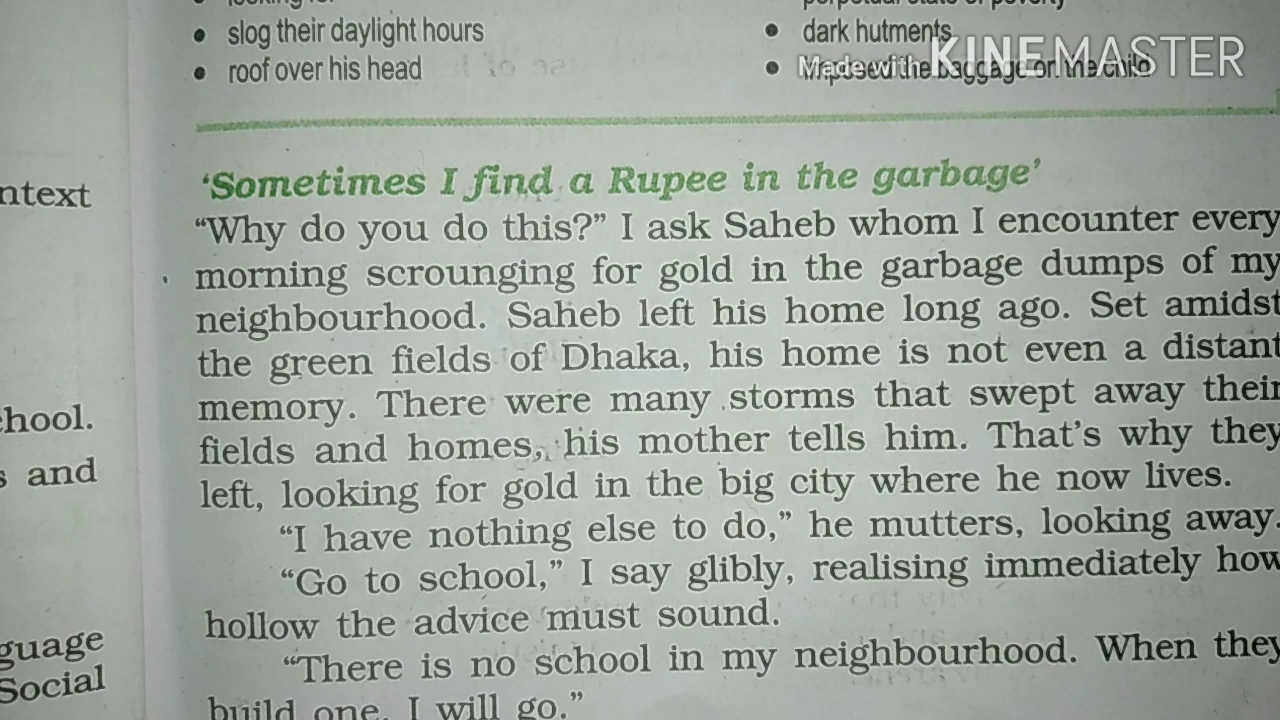 slog their daylight hours
dark hutments
roof over his head
Made with KINEMASTER
ntext
'Sometimes I find a Rupee in the garbage'
"Why do you do this?" I ask Saheb whom I encounter every
morning scrounging for gold in the garbage dumps of my
neighbourhood. Saheb left his home long ago. Set amidst
the green fields of Dhaka, his home is not even a distant
memory. There were many storms that swept away their
hool.
fields and homes, his mother tells him. That's why they
s and
left, looking for gold in the big city where he now lives.
"I have nothing else to do," he mutters, looking away.
"Go to school," I say glibly, realising immediately how
hollow the advice must sound.
guage
"There is no school in my neighbourhood. When they
Social
build one, I will go."